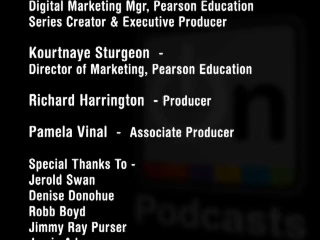 Digital Marketing Mgr, Pearson Education
Series Creator & Executive Producer
Kourtnaye Sturgeon -
Director of Marketing, Pearson Education
Richard Harrington - Producer
Pamela Vinal - Associate Producer
Special Thanks To -
Jerold Swan
Denise Donohue
Robb Boyd
Jimmy Ray Purser
n
Podcasts